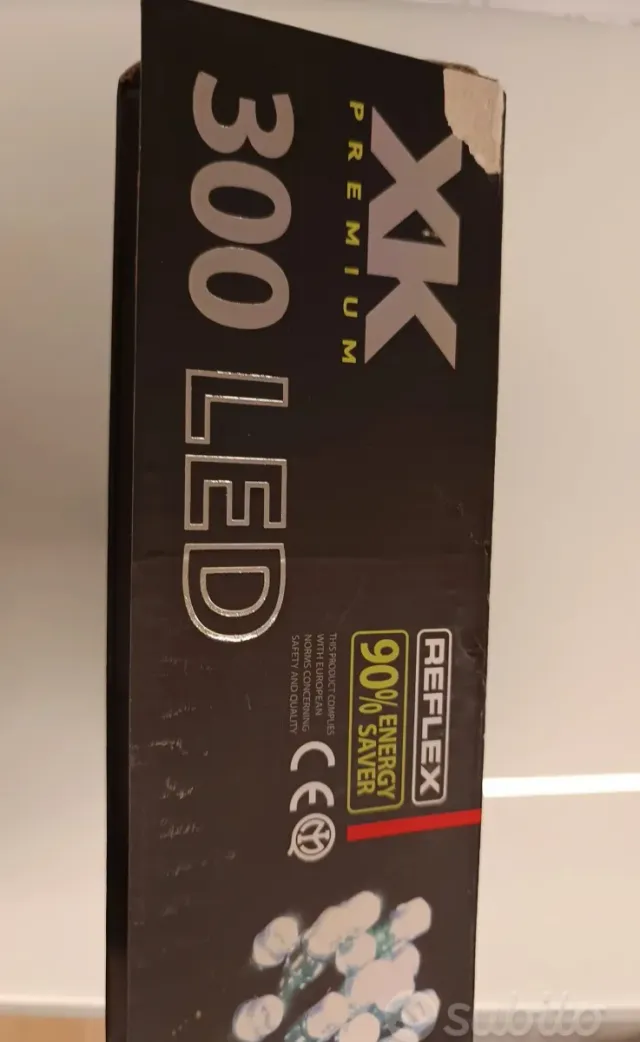 XK
PREMIUM
300 LED
REFLEX
90% ENERGY
SAVER
THIS PRODUCT COMPLIES
WITH EUROPEAN
NORMS CONCERNING
SAFETY AND QUALITY
CE
subito